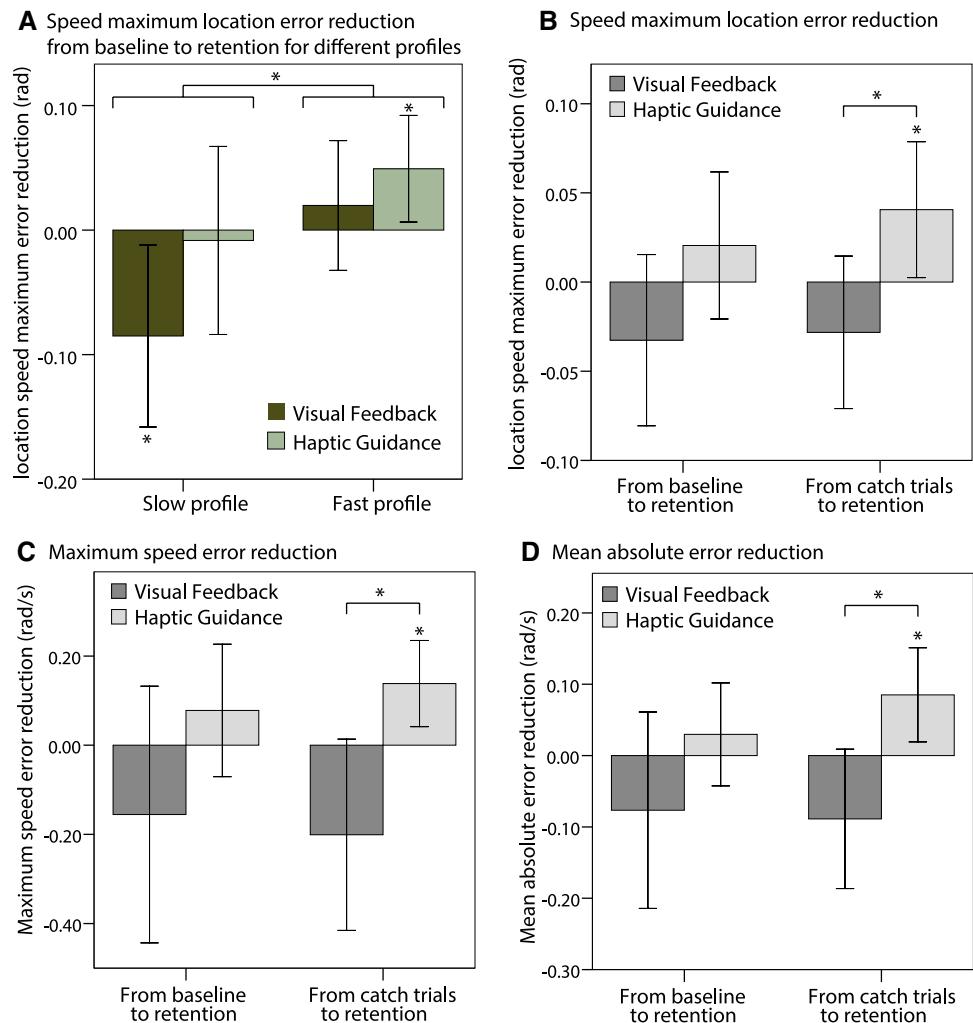 A Speed maximum location error reduction
from baseline to retention for different profiles
location speed maximum error reduction (rad)
0.10
0.00
-0.10
-0.20
*
*
*
Visual Feedback
Haptic Guidance
Slow profile
Fast profile
B Speed maximum location error reduction
location speed maximum error reduction (rad)
0.10
0.05
0.00
-0.05
-0.10
Visual Feedback
Haptic Guidance
*
*
From baseline
to retention
From catch trials
to retention
C Maximum speed error reduction
Maximum speed error reduction (rad/s)
0.20
0.00
-0.20
-0.40
Visual Feedback
Haptic Guidance
*
*
From baseline
to retention
From catch trials
to retention
D Mean absolute error reduction
Mean absolute error reduction (rad/s)
0.20
0.10
0.00
-0.10
-0.20
-0.30
Visual Feedback
Haptic Guidance
*
*
From baseline
to retention
From catch trials
to retention